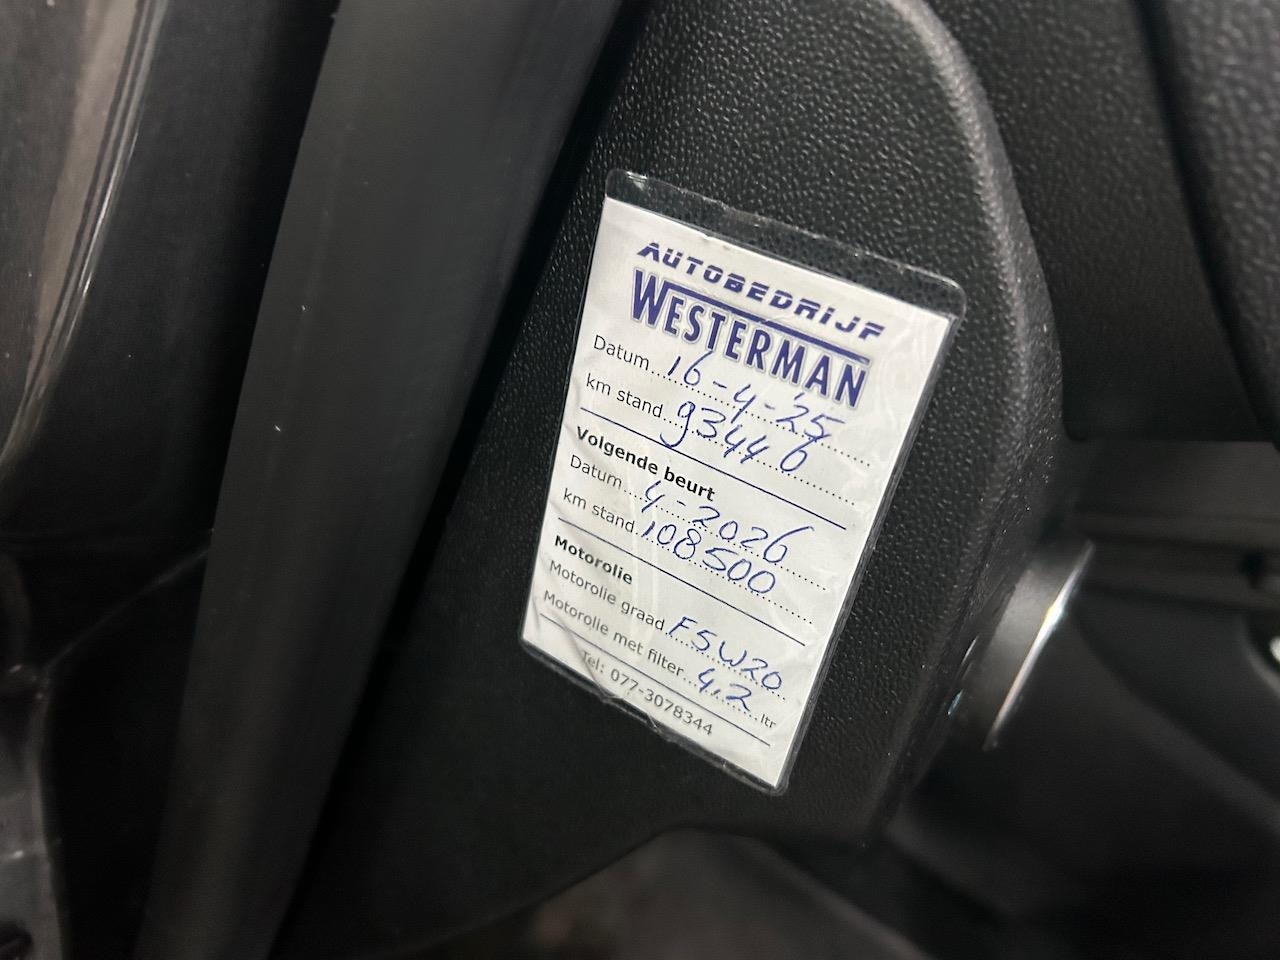 AUTOBEDRIJF
WESTERMAN
Datum 16-4-'25
km stand 93446
Volgende beurt
Datum 4-2026
km stand 108500
Motorolie
Motorolie graad F5W20
Motorolie met filter 4,2 ltr
Tel: 077-3078344